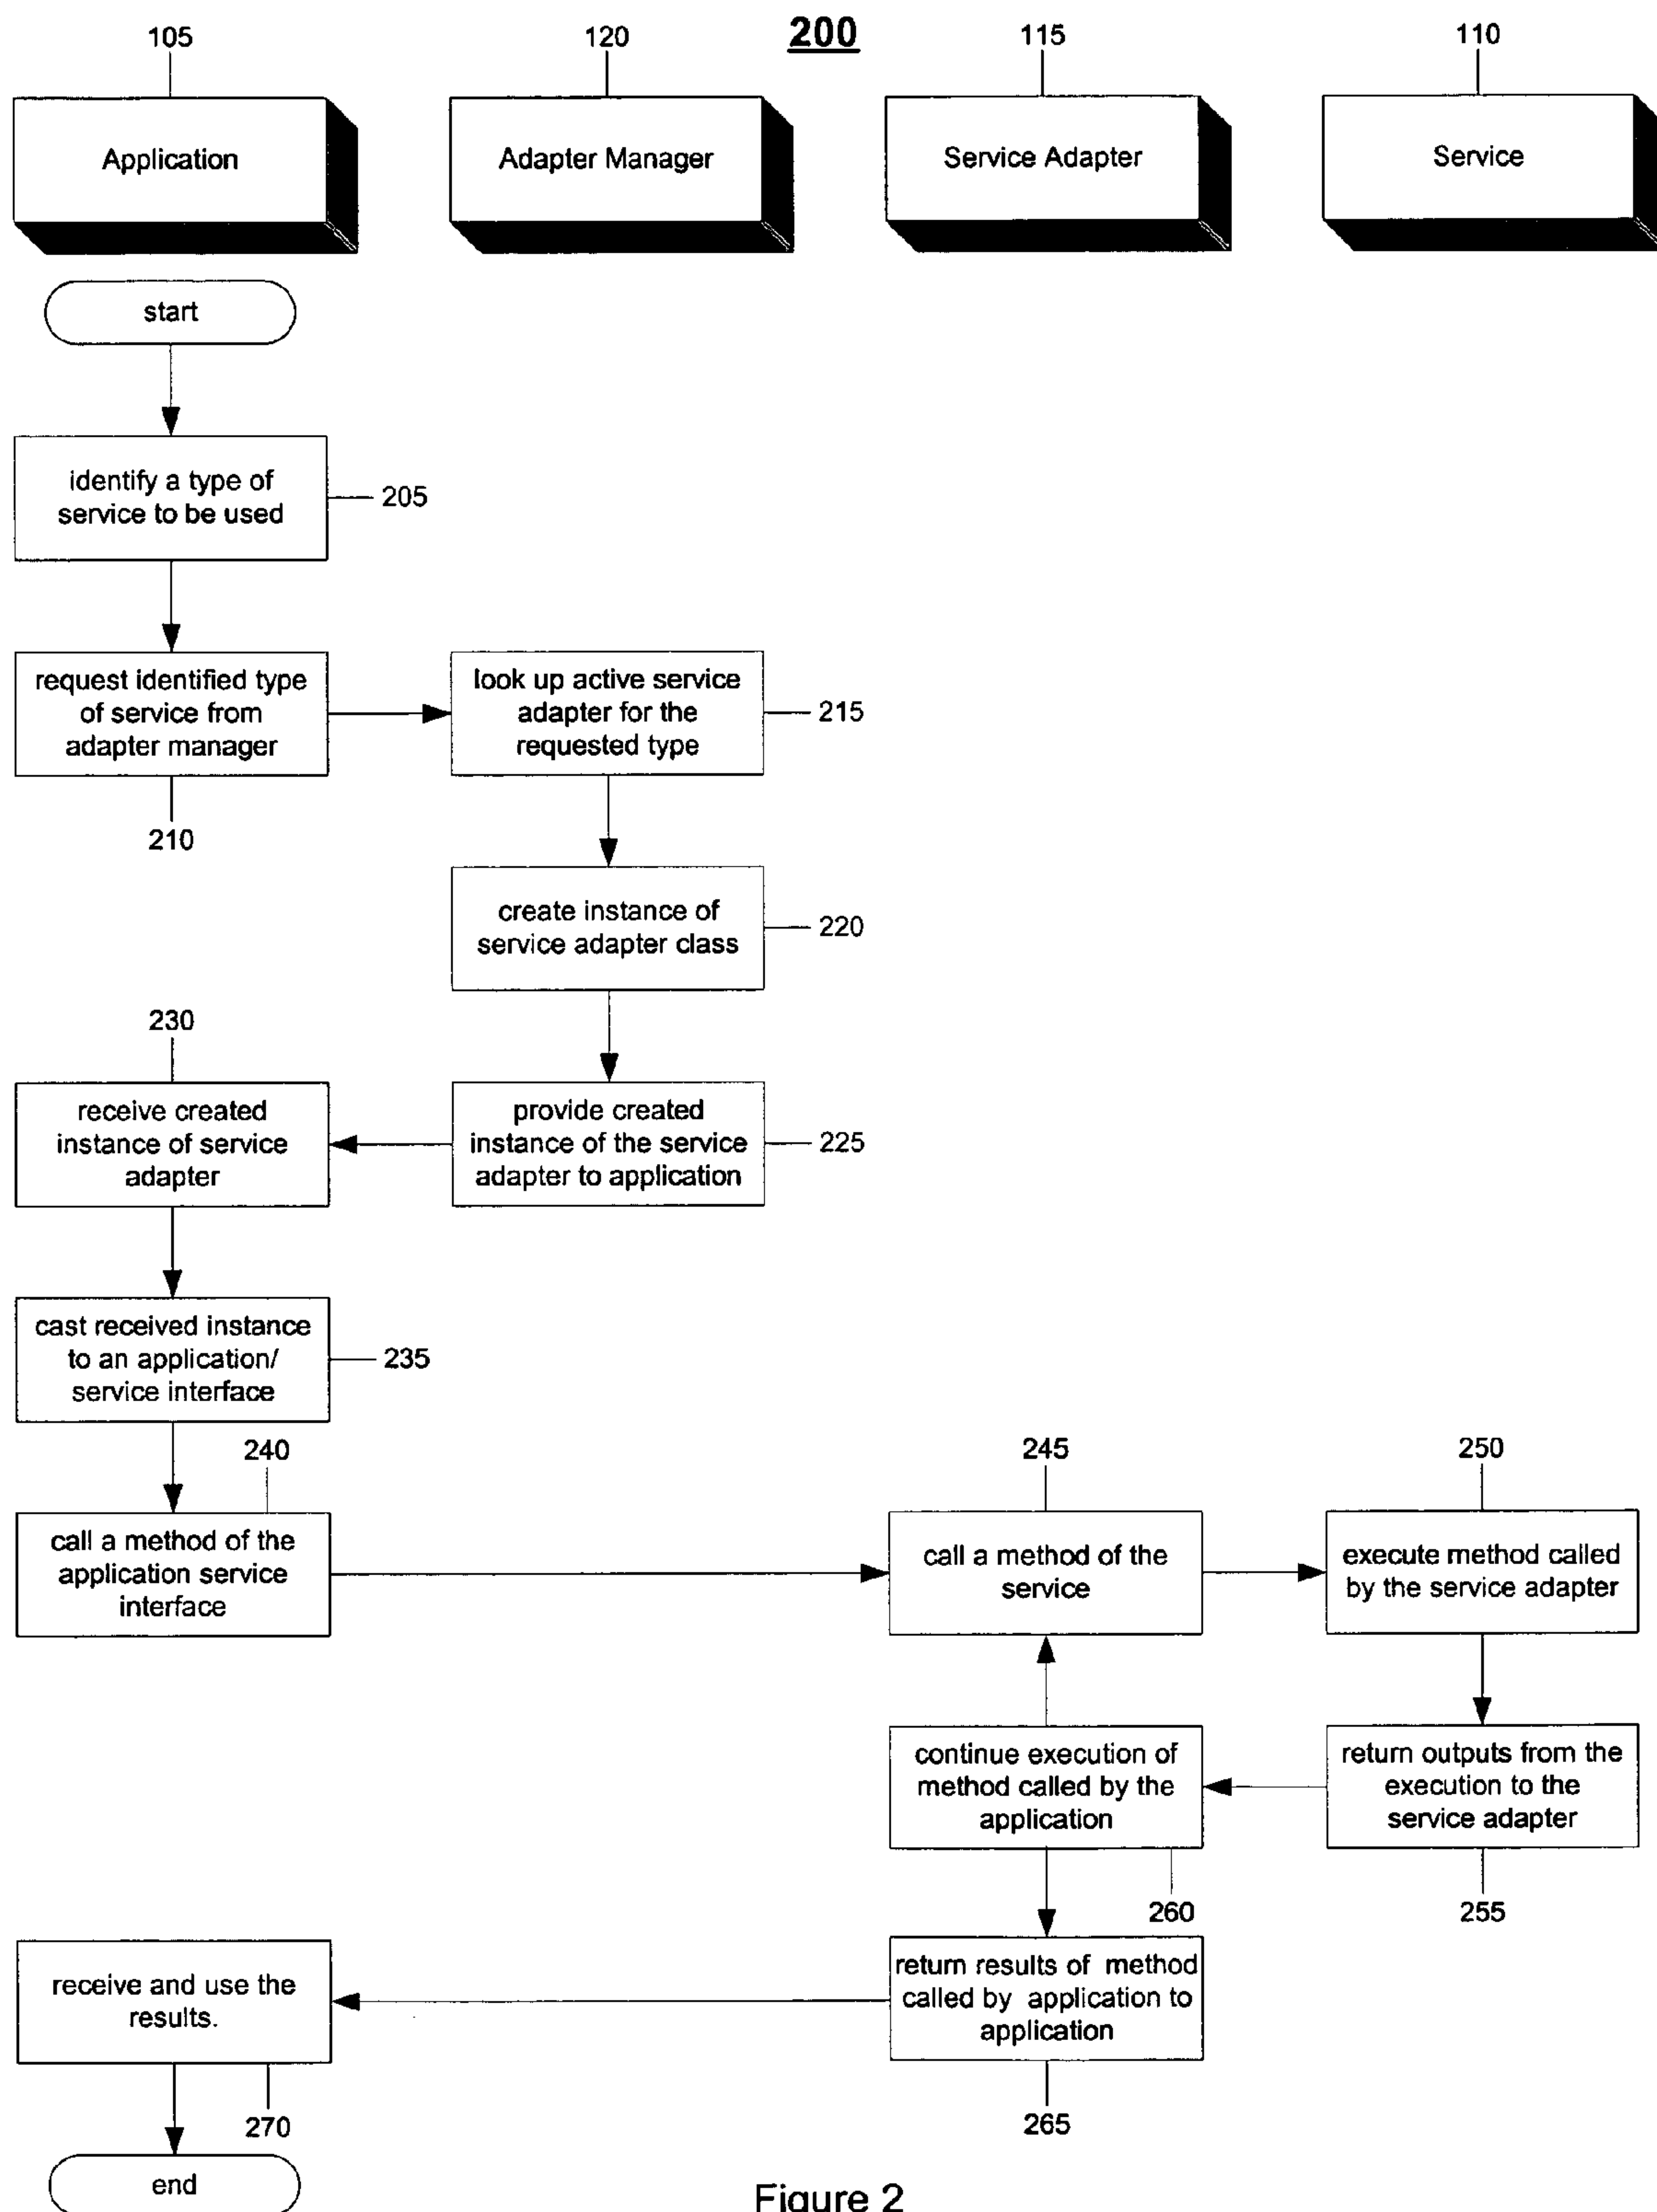 105
120
200
115
110
Application
Adapter Manager
Service Adapter
Service
start
identify a type of
service to be used
205
request identified type
of service from
adapter manager
look up active service
adapter for the
requested type
215
210
create instance of
service adapter class
220
230
receive created
instance of service
adapter
provide created
instance of the service
adapter to application
225
cast received instance
to an application/
service interface
235
240
245
250
call a method of the
application service
interface
call a method of the
service
execute method called
by the service adapter
continue execution of
method called by the
application
return outputs from the
execution to the
service adapter
260
255
receive and use the
results.
return results of method
called by application to
application
270
265
end
Figure 2